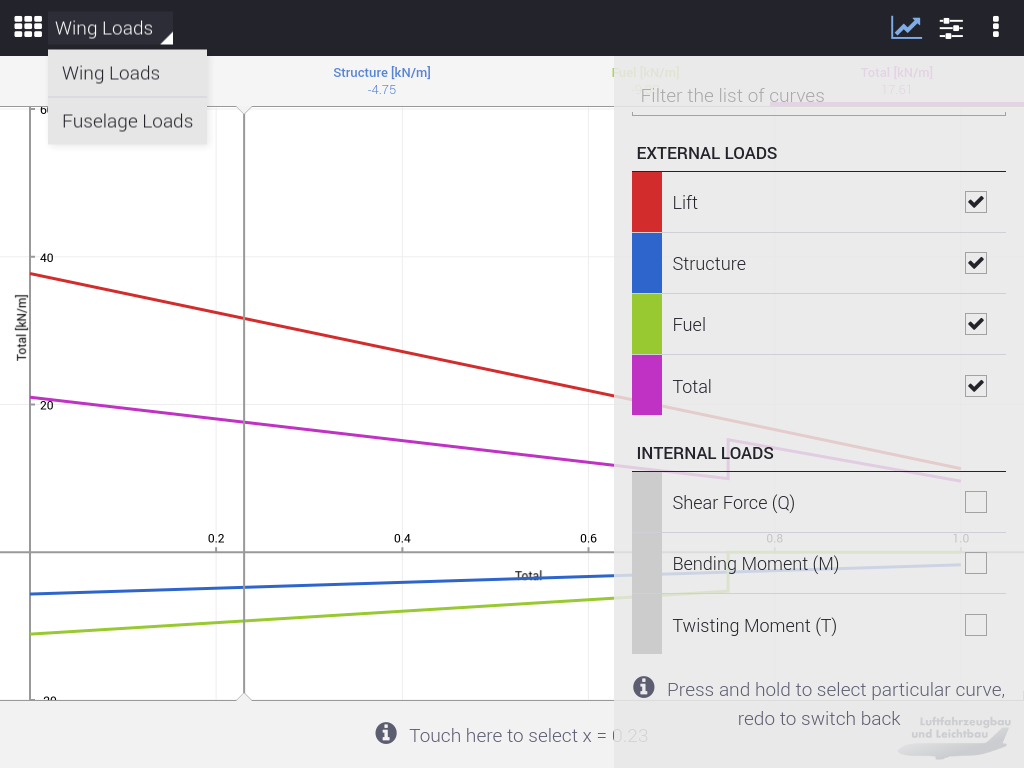 Wing Loads
Wing Loads
Fuselage Loads
Structure [kN/m]
-4.75
Fuel [kN/m]
Total [kN/m]
17.61
Filter the list of curves
EXTERNAL LOADS
Lift
Structure
Fuel
Total
INTERNAL LOADS
Shear Force (Q)
Bending Moment (M)
Twisting Moment (T)
Press and hold to select particular curve,
redo to switch back
40
20
Total [kN/m]
0.2
0.4
0.6
0.8
1.0
Total
Touch here to select x = 0.23
Luftfahrzeugbau
und Leichtbau